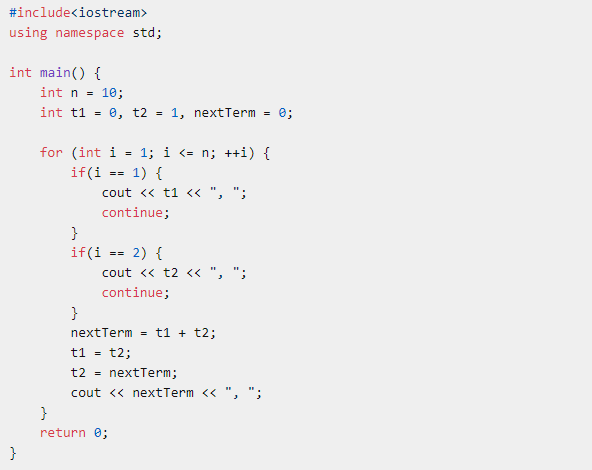 #include<iostream>
using namespace std;

int main() {
    int n = 10;
    int t1 = 0, t2 = 1, nextTerm = 0;

    for (int i = 1; i <= n; ++i) {
        if(i == 1) {
            cout << t1 << ", ";
            continue;
        }
        if(i == 2) {
            cout << t2 << ", ";
            continue;
        }
        nextTerm = t1 + t2;
        t1 = t2;
        t2 = nextTerm;
        cout << nextTerm << ", ";
    }
    return 0;
}